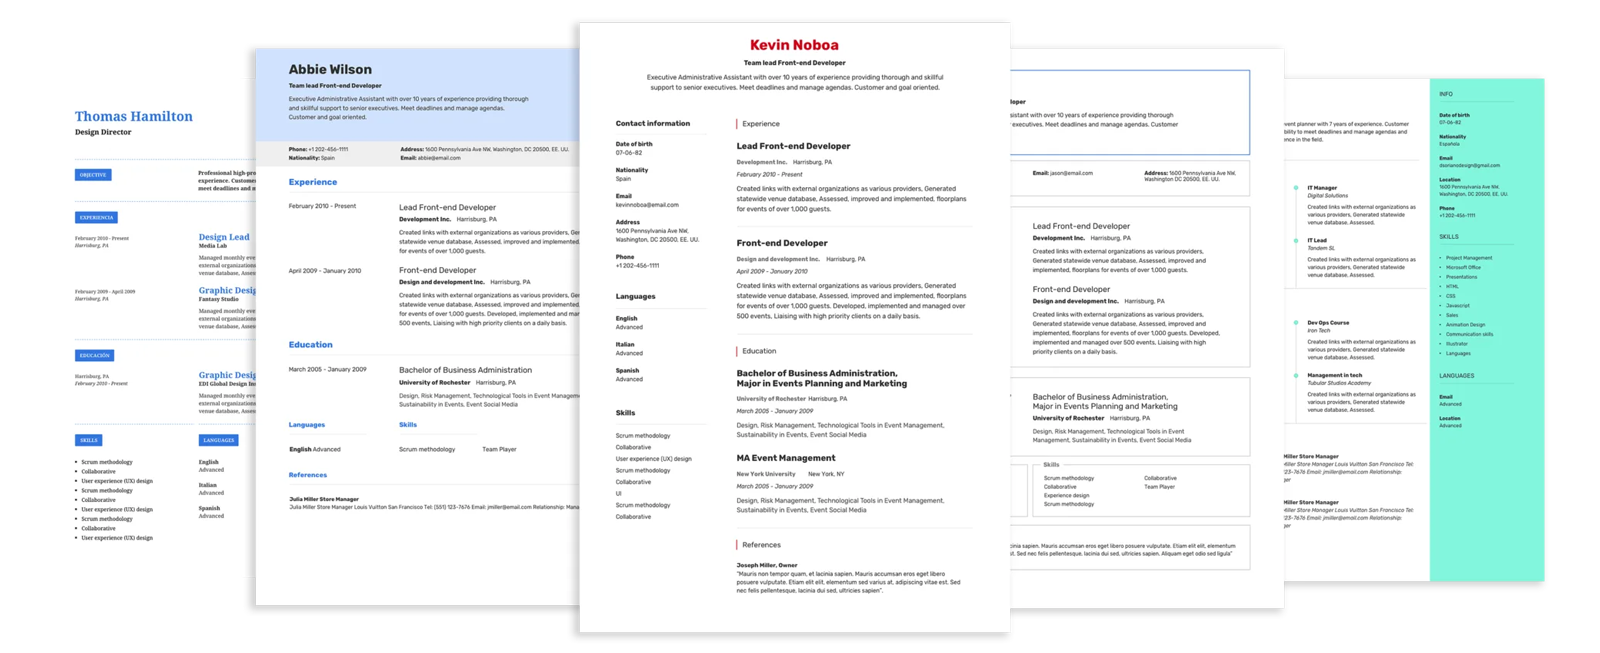 Thomas Hamilton
Design Director
OBJECTIVE
Professional high-pro
experience. Custome
meet deadlines and m
EXPERIENCIA
February 2010 - Present
Harrisburg, PA
Design Lead
Media Lab
Managed monthly eve
external organizations
venue database, Assess
February 2009 - April 2009
Harrisburg, PA
Graphic Desig
Fantasy Studio
Managed monthly eve
external organizations
venue database, Assess
EDUCACIÓN
Harrisburg, PA
February 2010 - Present
Graphic Desig
EDI Global Design Ins
Managed monthly eve
external organizations
venue database, Assess
SKILLS
Scrum methodology
Collaborative
User experience (UX) design
Scrum methodology
Collaborative
User experience (UX) design
Scrum methodology
Collaborative
User experience (UX) design
LANGUAGES
English
Advanced
Italian
Advanced
Spanish
Advanced
Abbie Wilson
Team lead Front-end Developer
Executive Administrative Assistant with over 10 years of experience providing thorough
and skillful support to senior executives. Meet deadlines and manage agendas.
Customer and goal oriented.
Phone: +1 202-456-1111
Nationality: Spain
Address: 1600 Pennsylvania Ave NW, Washington, DC 20500, EE. UU.
Email: abbie@email.com
Experience
February 2010 - Present
Lead Front-end Developer
Development Inc. Harrisburg, PA
Created links with external organizations as various providers, Gen
statewide venue database, Assessed, improved and implemented,
for events of over 1,000 guests.
April 2009 - January 2010
Front-end Developer
Design and development Inc. Harrisburg, PA
Created links with external organizations as various providers, Gen
statewide venue database, Assessed, improved and implemented,
for events of over 1,000 guests. Developed, implemented and mar
500 events, Liaising with high priority clients on a daily basis.
Education
March 2005 - January 2009
Bachelor of Business Administration
University of Rochester Harrisburg, PA
Design, Risk Management, Technological Tools in Event Managem
Sustainability in Events, Event Social Media
Languages
English Advanced
Skills
Scrum methodology
Team Player
References
Julia Miller Store Manager
Julia Miller Store Manager Louis Vuitton San Francisco Tel: (551) 123-7676 Email: jmiller@email.com Relationship: Mana
Kevin Noboa
Team lead Front-end Developer
Executive Administrative Assistant with over 10 years of experience providing thorough and skillful
support to senior executives. Meet deadlines and manage agendas. Customer and goal oriented.
Contact information
Date of birth
07-06-82
Nationality
Spain
Email
kevinnoboa@email.com
Address
1600 Pennsylvania Ave NW,
Washington, DC 20500, EE. UU.
Phone
+1 202-456-1111
Languages
English
Advanced
Italian
Advanced
Spanish
Advanced
Skills
Scrum methodology
Collaborative
User experience (UX) design
Scrum methodology
Collaborative
UI
Scrum methodology
Collaborative
Experience
Lead Front-end Developer
Development Inc. Harrisburg, PA
February 2010 - Present
Created links with external organizations as various providers, Generated
statewide venue database, Assessed, improved and implemented, floorplans
for events of over 1,000 guests.
Front-end Developer
Design and development Inc. Harrisburg, PA
April 2009 - January 2010
Created links with external organizations as various providers, Generated
statewide venue database, Assessed, improved and implemented, floorplans
for events of over 1,000 guests. Developed, implemented and managed over
500 events, Liaising with high priority clients on a daily basis.
Education
Bachelor of Business Administration,
Major in Events Planning and Marketing
University of Rochester Harrisburg, PA
March 2005 - January 2009
Design, Risk Management, Technological Tools in Event Management,
Sustainability in Events, Event Social Media
MA Event Management
New York University New York, NY
March 2005 - January 2009
Design, Risk Management, Technological Tools in Event Management,
Sustainability in Events, Event Social Media
References
Joseph Miller, Owner
"Mauris non tempor quam, et lacinia sapien. Mauris accumsan eros eget libero
posuere vulputate. Etiam elit elit, elementum sed varius at, adipiscing vitae est. Sed
nec felis pellentesque, lacinia dui sed, ultricies sapien".
eloper
sistant with over 10 years of experience providing thorough
executives. Meet deadlines and manage agendas. Customer
Email: jason@email.com
Address: 1600 Pennsylvania Ave NW,
Washington DC 20500, EE. UU.
Lead Front-end Developer
Development Inc. Harrisburg, PA
Created links with external organizations as various providers,
Generated statewide venue database, Assessed, improved and
implemented, floorplans for events of over 1,000 guests.
Front-end Developer
Design and development Inc. Harrisburg, PA
Created links with external organizations as various providers,
Generated statewide venue database, Assessed, improved and
implemented, floorplans for events of over 1,000 guests. Developed,
implemented and managed over 500 events, Liaising with high
priority clients on a daily basis.
Bachelor of Business Administration,
Major in Events Planning and Marketing
University of Rochester Harrisburg, PA
Design, Risk Management, Technological Tools in Event
Management, Sustainability in Events, Event Social Media
Skills
Scrum methodology
Collaborative
Experience design
Scrum methodology
Collaborative
Team Player
cinia sapien. Mauris accumsan eros eget libero posuere vulputate. Etiam elit elit, elementum
. Sed nec felis pellentesque, lacinia dui sed, ultricies sapien. Aliquam eget odio sed ligula"
vent planner with 7 years of experience. Customer
bility to meet deadlines and manage agendas and
ence in the field.
IT Manager
Digital Solutions
Created links with external organizations as
various providers, Generated statewide
venue database, Assessed.
IT Lead
Tandem SL
Created links with external organizations as
various providers, Generated statewide
venue database, Assessed.
Dev Ops Course
Iron Tech
Created links with external organizations as
various providers, Generated statewide
venue database, Assessed.
Management in tech
Tubular Studios Academy
Created links with external organizations as
various providers, Generated statewide
venue database, Assessed.
Miller Store Manager
Miller Store Manager Louis Vuitton San Francisco Tel:
123-7676 Email: jmiller@email.com Relationship:
ger
Miller Store Manager
Miller Store Manager Louis Vuitton San Francisco Tel:
123-7676 Email: jmiller@email.com Relationship:
ger
INFO
Date of birth
07-06-82
Nationality
Española
Email
dsorianodesign@gmail.com
Location
1600 Pennsylvania Ave NW,
Washington, DC 20500, EE.
UU.
Phone
+1 202-456-1111
SKILLS
Project Management
Microsoft Office
Presentations
HTML
CSS
Javascript
Sales
Animation Design
Communication skills
Illustrator
Languages
LANGUAGES
Email
Advanced
Location
Advanced